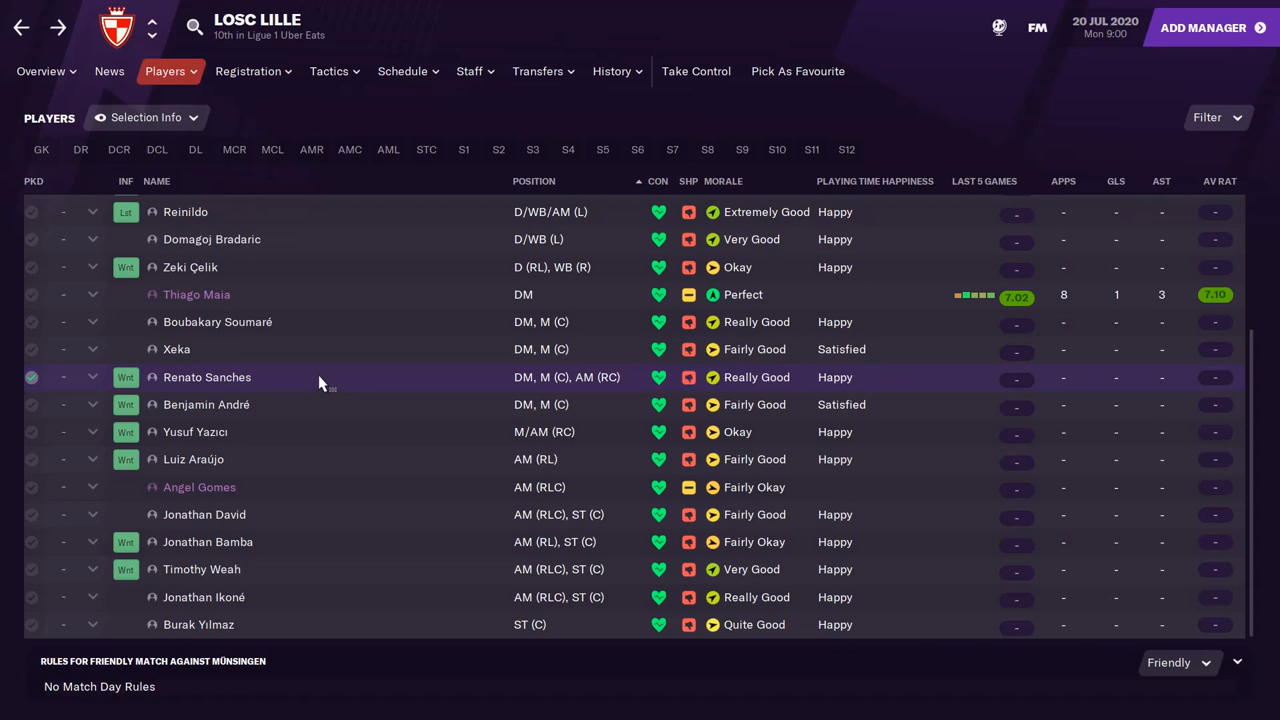 LOSC LILLE
10th in Ligue 1 Uber Eats
FM
20 JUL 2020
Mon 9:00
ADD MANAGER
Overview News Players Registration Tactics Schedule Staff Transfers History Take Control Pick As Favourite
PLAYERS Selection Info Filter
GK DR DCR DCL DL MCR MCL AMR AMC AML STC S1 S2 S3 S4 S5 S6 S7 S8 S9 S10 S11 S12
PKD INF NAME POSITION CON SHP MORALE PLAYING TIME HAPPINESS LAST 5 GAMES APPS GLS AST AV RAT
- Lst Reinildo D/WB/AM (L) Extremely Good Happy - - - - -
- Domagoj Bradaric D/WB (L) Very Good Happy - - - - -
- Wnt Zeki Çelik D (RL), WB (R) Okay Happy - - - - -
- Thiago Maia DM Perfect 7.02 8 1 3 7.10
- Boubakary Soumaré DM, M (C) Really Good Happy - - - - -
- Xeka DM, M (C) Fairly Good Satisfied - - - - -
- Wnt Renato Sanches DM, M (C), AM (RC) Really Good Happy - - - - -
- Wnt Benjamin André DM, M (C) Fairly Good Satisfied - - - - -
- Wnt Yusuf Yazıcı M/AM (RC) Okay Happy - - - - -
- Wnt Luiz Araújo AM (RL) Fairly Good Happy - - - - -
- Angel Gomes AM (RLC) Fairly Okay - - - - -
- Jonathan David AM (RLC), ST (C) Fairly Good Happy - - - - -
- Wnt Jonathan Bamba AM (RL), ST (C) Fairly Okay Happy - - - - -
- Wnt Timothy Weah AM (RLC), ST (C) Very Good Happy - - - - -
- Jonathan Ikoné AM (RLC), ST (C) Really Good Happy - - - - -
- Burak Yılmaz ST (C) Quite Good Happy - - - - -
RULES FOR FRIENDLY MATCH AGAINST MÜNSINGEN Friendly
No Match Day Rules